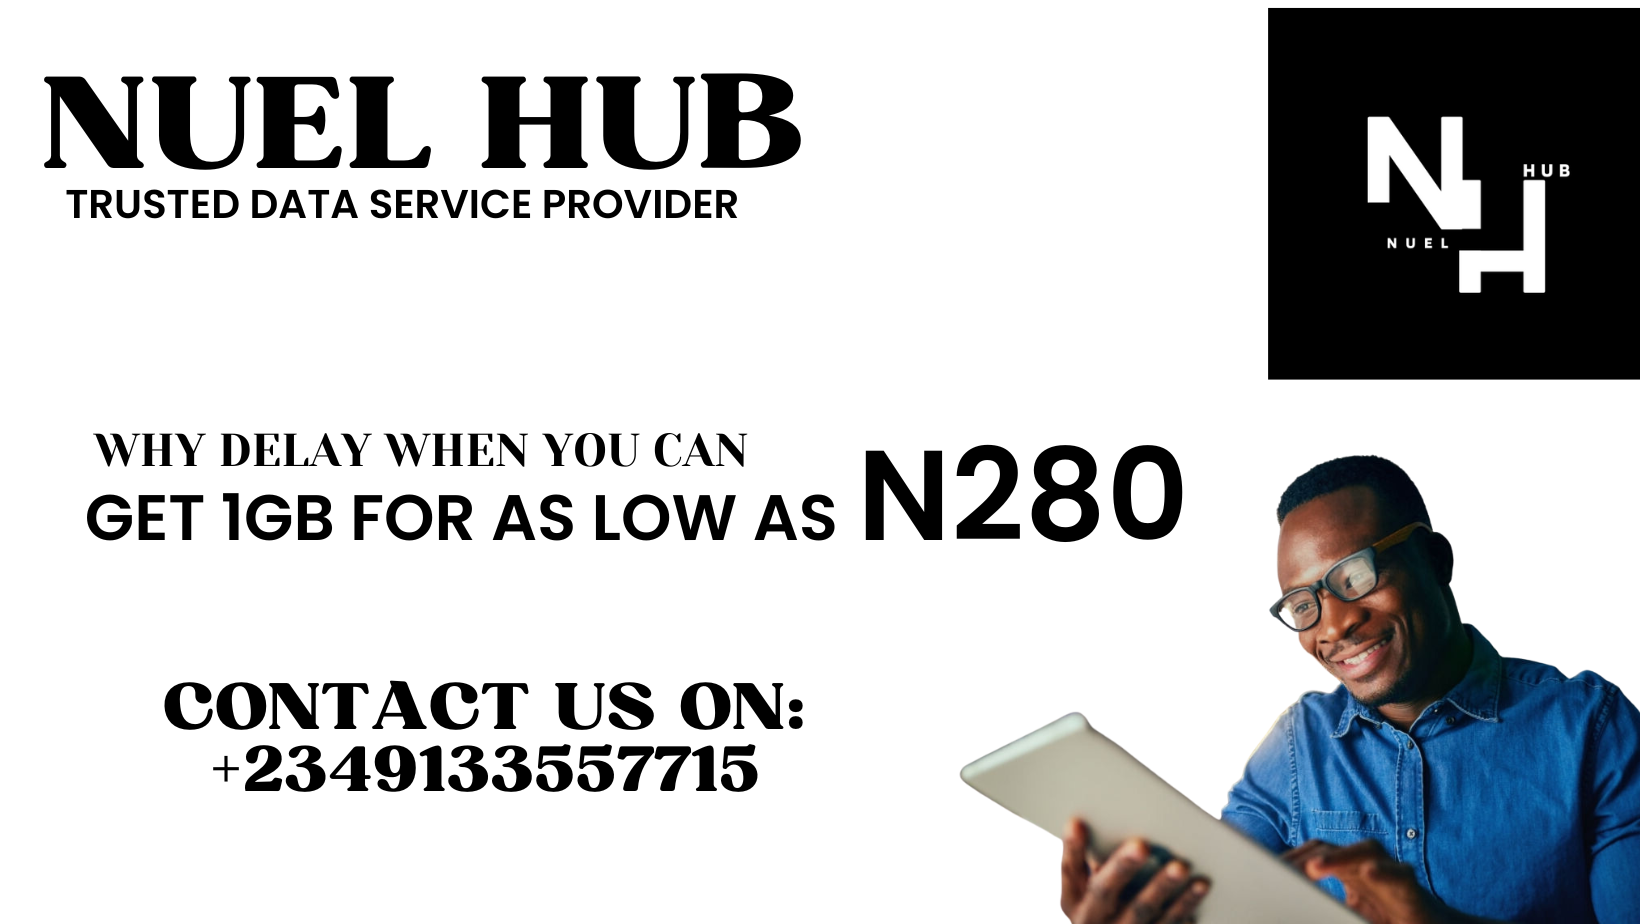 NUEL HUB
TRUSTED DATA SERVICE PROVIDER
N
HUB
NUEL
H
WHY DELAY WHEN YOU CAN
GET 1GB FOR AS LOW AS N280
CONTACT US ON:
+2349133557715